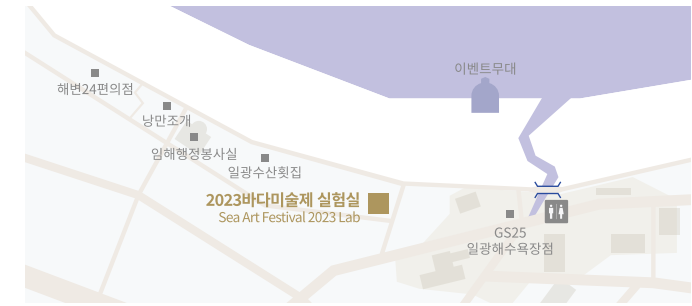 이벤트무대
해변24편의점
낭만조개
임해행정봉사실
일광수산횟집
2023바다미술제 실험실
Sea Art Festival 2023 Lab
GS25
일광해수욕장점